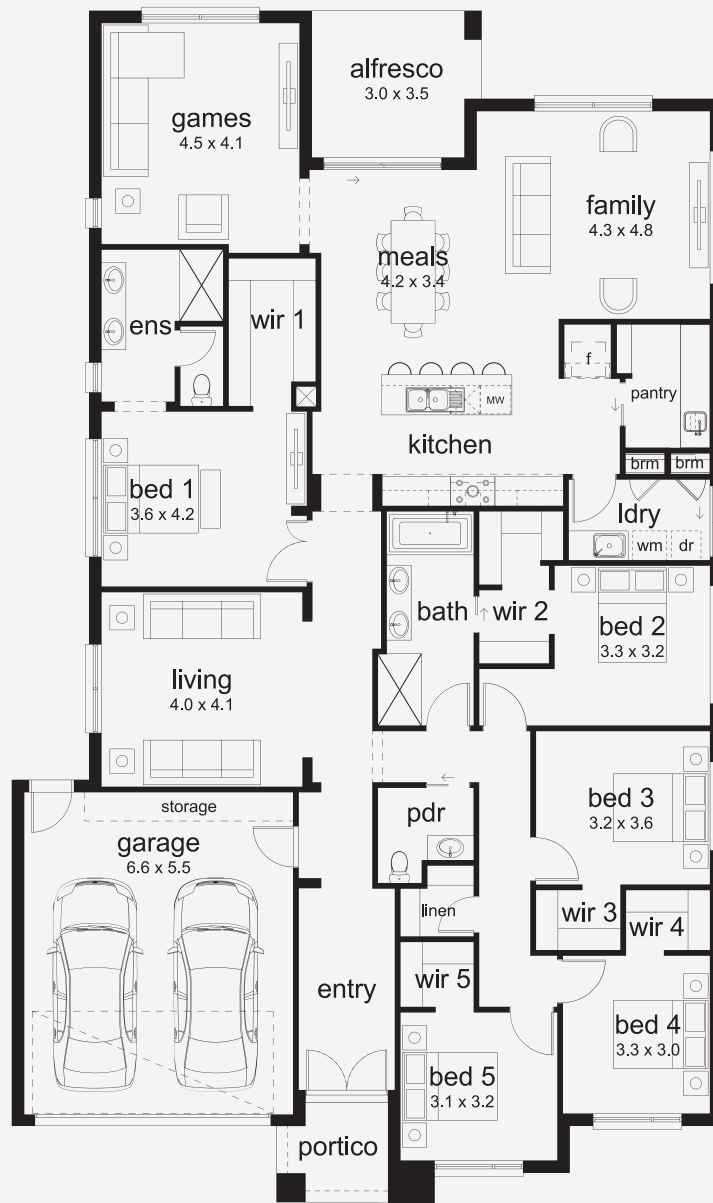 alfresco
3.0 x 3.5
games
4.5 x 4.1
family
4.3 x 4.8
meals
4.2 x 3.4
ens
wir 1
f
pantry
MW
kitchen
brm
brm
bed 1
3.6 x 4.2
ldry
wm
dr
bath
wir 2
bed 2
3.3 x 3.2
living
4.0 x 4.1
storage
garage
6.6 x 5.5
pdr
bed 3
3.2 x 3.6
linen
wir 3
wir 4
wir 5
entry
bed 4
3.3 x 3.0
bed 5
3.1 x 3.2
portico